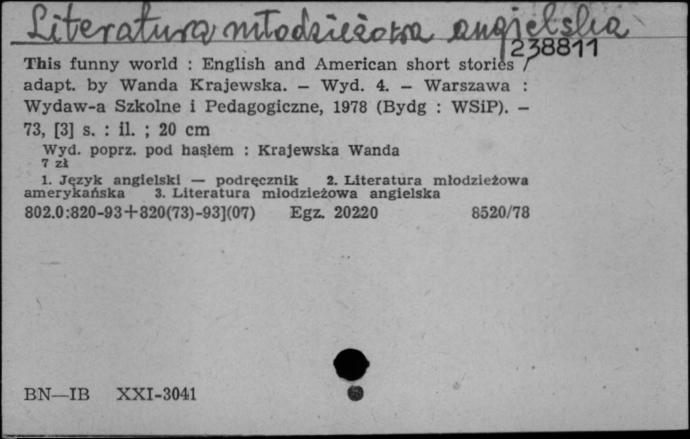 Literatura młodzieżowa angielska
238811
This funny world : English and American short stories /
adapt. by Wanda Krajewska. — Wyd. 4. — Warszawa :
Wydaw-a Szkolne i Pedagogiczne, 1978 (Bydg : WSiP). —
73, [3] s. : il. ; 20 cm
Wyd. poprz. pod hasłem : Krajewska Wanda
7 zł
1. Język angielski — podręcznik 2. Literatura młodzieżowa
amerykańska 3. Literatura młodzieżowa angielska
802.0:820-93+820(73)-93](07) Egz. 20220 8520/78
BN—IB XXI-3041